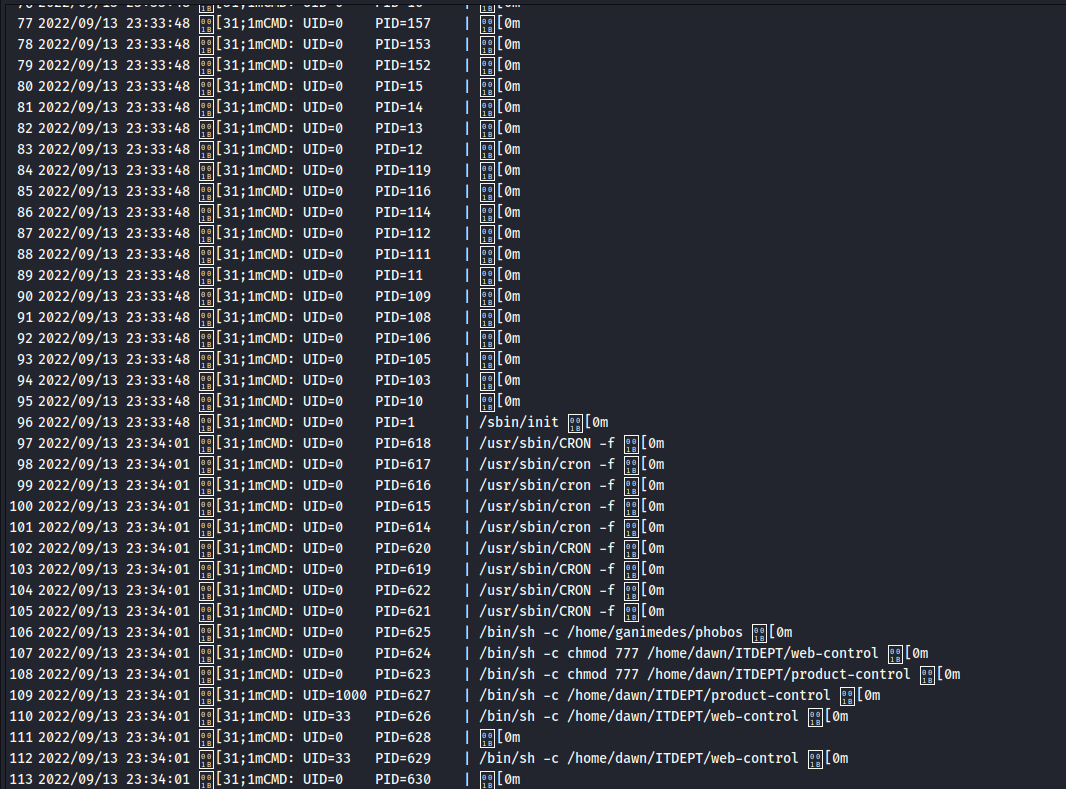 77 2022/09/13 23:33:48 [31;1mCMD: UID=0 PID=157 | [0m
78 2022/09/13 23:33:48 [31;1mCMD: UID=0 PID=153 | [0m
79 2022/09/13 23:33:48 [31;1mCMD: UID=0 PID=152 | [0m
80 2022/09/13 23:33:48 [31;1mCMD: UID=0 PID=15 | [0m
81 2022/09/13 23:33:48 [31;1mCMD: UID=0 PID=14 | [0m
82 2022/09/13 23:33:48 [31;1mCMD: UID=0 PID=13 | [0m
83 2022/09/13 23:33:48 [31;1mCMD: UID=0 PID=12 | [0m
84 2022/09/13 23:33:48 [31;1mCMD: UID=0 PID=119 | [0m
85 2022/09/13 23:33:48 [31;1mCMD: UID=0 PID=116 | [0m
86 2022/09/13 23:33:48 [31;1mCMD: UID=0 PID=114 | [0m
87 2022/09/13 23:33:48 [31;1mCMD: UID=0 PID=112 | [0m
88 2022/09/13 23:33:48 [31;1mCMD: UID=0 PID=111 | [0m
89 2022/09/13 23:33:48 [31;1mCMD: UID=0 PID=11 | [0m
90 2022/09/13 23:33:48 [31;1mCMD: UID=0 PID=109 | [0m
91 2022/09/13 23:33:48 [31;1mCMD: UID=0 PID=108 | [0m
92 2022/09/13 23:33:48 [31;1mCMD: UID=0 PID=106 | [0m
93 2022/09/13 23:33:48 [31;1mCMD: UID=0 PID=105 | [0m
94 2022/09/13 23:33:48 [31;1mCMD: UID=0 PID=103 | [0m
95 2022/09/13 23:33:48 [31;1mCMD: UID=0 PID=10 | [0m
96 2022/09/13 23:33:48 [31;1mCMD: UID=0 PID=1 | /sbin/init [0m
97 2022/09/13 23:34:01 [31;1mCMD: UID=0 PID=618 | /usr/sbin/CRON -f [0m
98 2022/09/13 23:34:01 [31;1mCMD: UID=0 PID=617 | /usr/sbin/cron -f [0m
99 2022/09/13 23:34:01 [31;1mCMD: UID=0 PID=616 | /usr/sbin/cron -f [0m
100 2022/09/13 23:34:01 [31;1mCMD: UID=0 PID=615 | /usr/sbin/cron -f [0m
101 2022/09/13 23:34:01 [31;1mCMD: UID=0 PID=614 | /usr/sbin/cron -f [0m
102 2022/09/13 23:34:01 [31;1mCMD: UID=0 PID=620 | /usr/sbin/CRON -f [0m
103 2022/09/13 23:34:01 [31;1mCMD: UID=0 PID=619 | /usr/sbin/CRON -f [0m
104 2022/09/13 23:34:01 [31;1mCMD: UID=0 PID=622 | /usr/sbin/CRON -f [0m
105 2022/09/13 23:34:01 [31;1mCMD: UID=0 PID=621 | /usr/sbin/CRON -f [0m
106 2022/09/13 23:34:01 [31;1mCMD: UID=0 PID=625 | /bin/sh -c /home/ganimedes/phobos [0m
107 2022/09/13 23:34:01 [31;1mCMD: UID=0 PID=624 | /bin/sh -c chmod 777 /home/dawn/ITDEPT/web-control [0m
108 2022/09/13 23:34:01 [31;1mCMD: UID=0 PID=623 | /bin/sh -c chmod 777 /home/dawn/ITDEPT/product-control [0m
109 2022/09/13 23:34:01 [31;1mCMD: UID=1000 PID=627 | /bin/sh -c /home/dawn/ITDEPT/product-control [0m
110 2022/09/13 23:34:01 [31;1mCMD: UID=33 PID=626 | /bin/sh -c /home/dawn/ITDEPT/web-control [0m
111 2022/09/13 23:34:01 [31;1mCMD: UID=0 PID=628 | [0m
112 2022/09/13 23:34:01 [31;1mCMD: UID=33 PID=629 | /bin/sh -c /home/dawn/ITDEPT/web-control [0m
113 2022/09/13 23:34:01 [31;1mCMD: UID=0 PID=630 | [0m